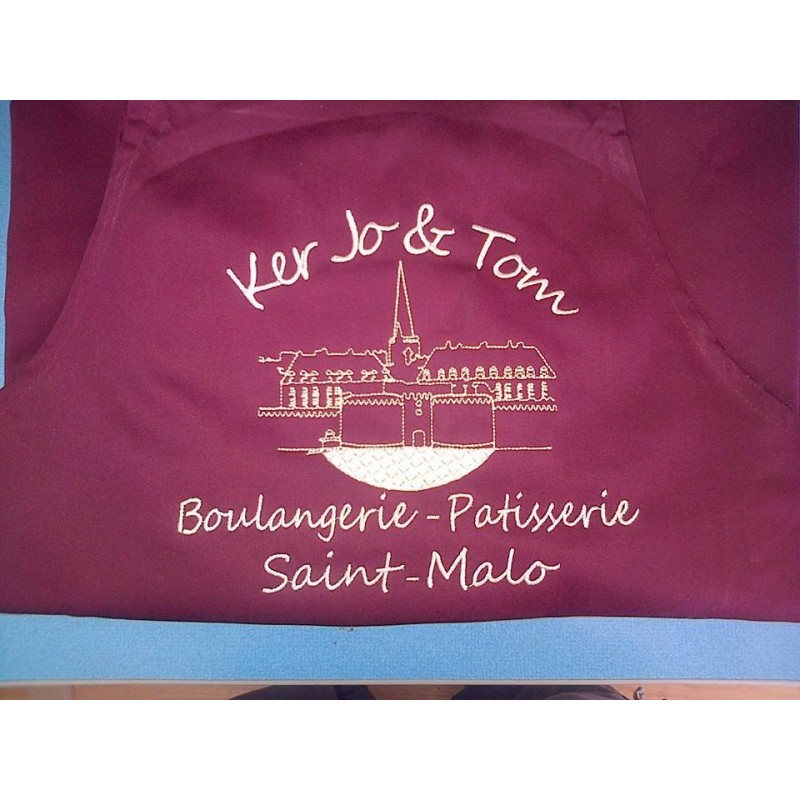 Ker Jo & Tom
Boulangerie - Patisserie
Saint-Malo